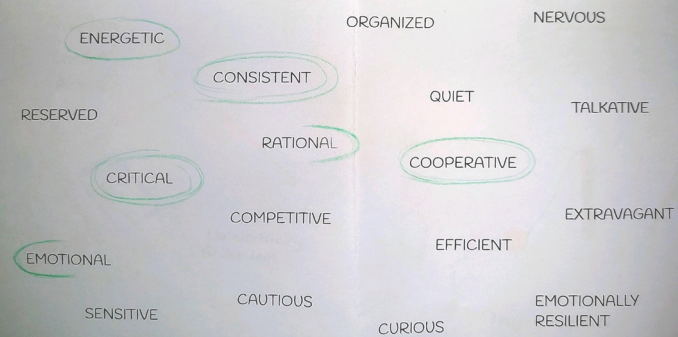 ORGANIZED
NERVOUS
ENERGETIC
CONSISTENT
QUIET
TALKATIVE
RESERVED
RATIONAL
COOPERATIVE
CRITICAL
COMPETITIVE
EXTRAVAGANT
EFFICIENT
EMOTIONAL
CAUTIOUS
EMOTIONALLY
RESILIENT
SENSITIVE
CURIOUS